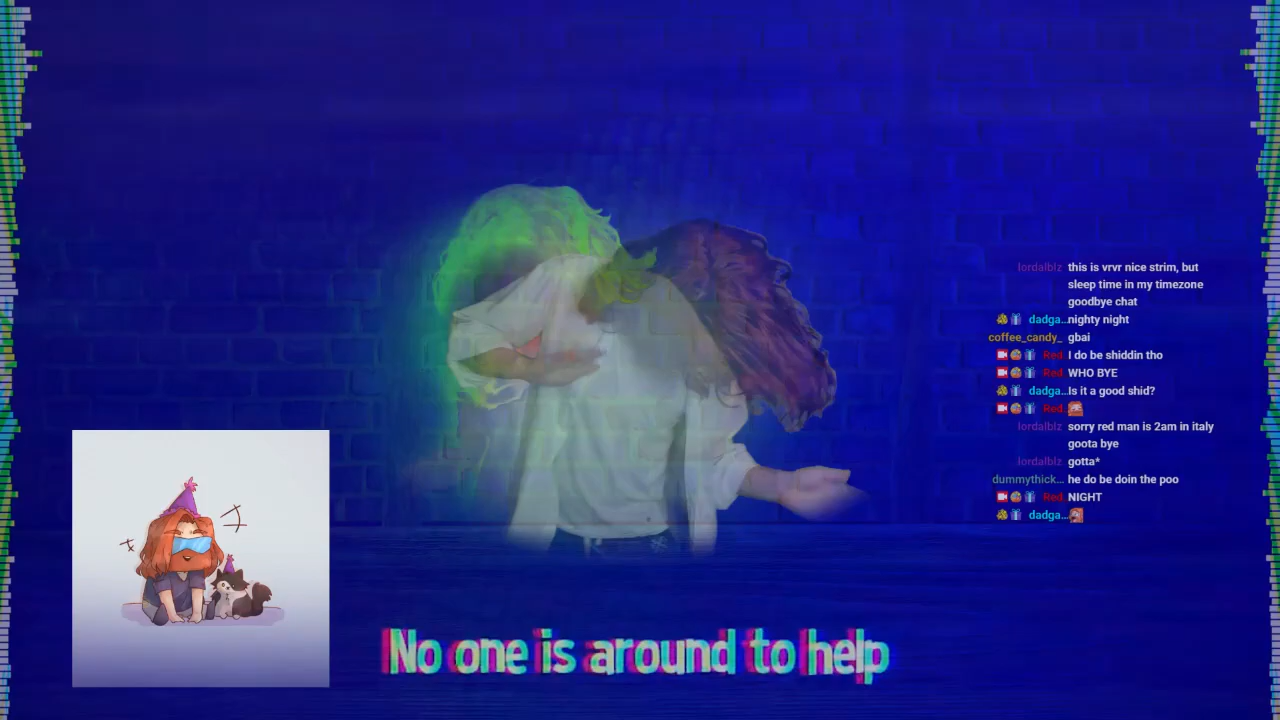 lordalblz this is vrvr nice strim, but
sleep time in my timezone
goodbye chat
dadga... nighty night
coffee_candy_ gbai
Red I do be shiddin tho
Red WHO BYE
dadga... Is it a good shid?
Red
lordalblz sorry red man is 2am in italy
goota bye
lordalblz gotta*
dummythick... he do be doin the poo
Red NIGHT
dadga...
No one is around to help